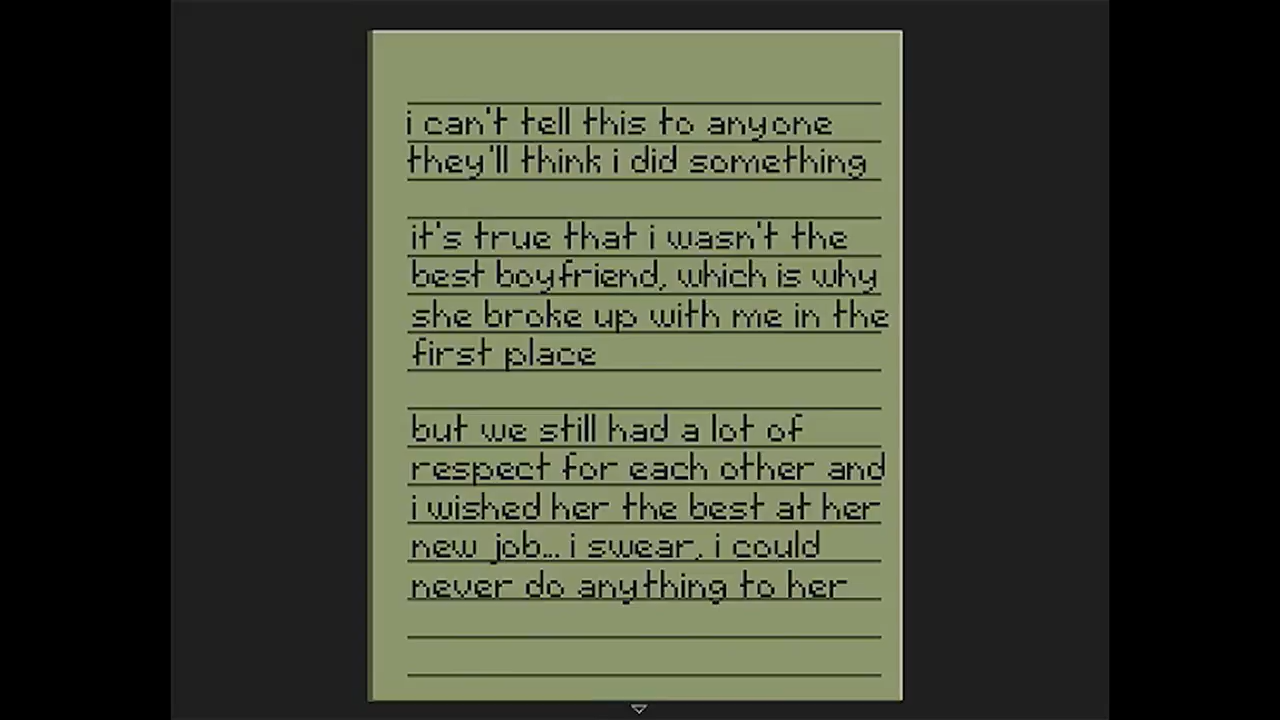 i can't tell this to anyone
they'll think i did something
it's true that i wasn't the
best boyfriend, which is why
she broke up with me in the
first place
but we still had a lot of
respect for each other and
i wished her the best at her
new job... i swear, i could
never do anything to her